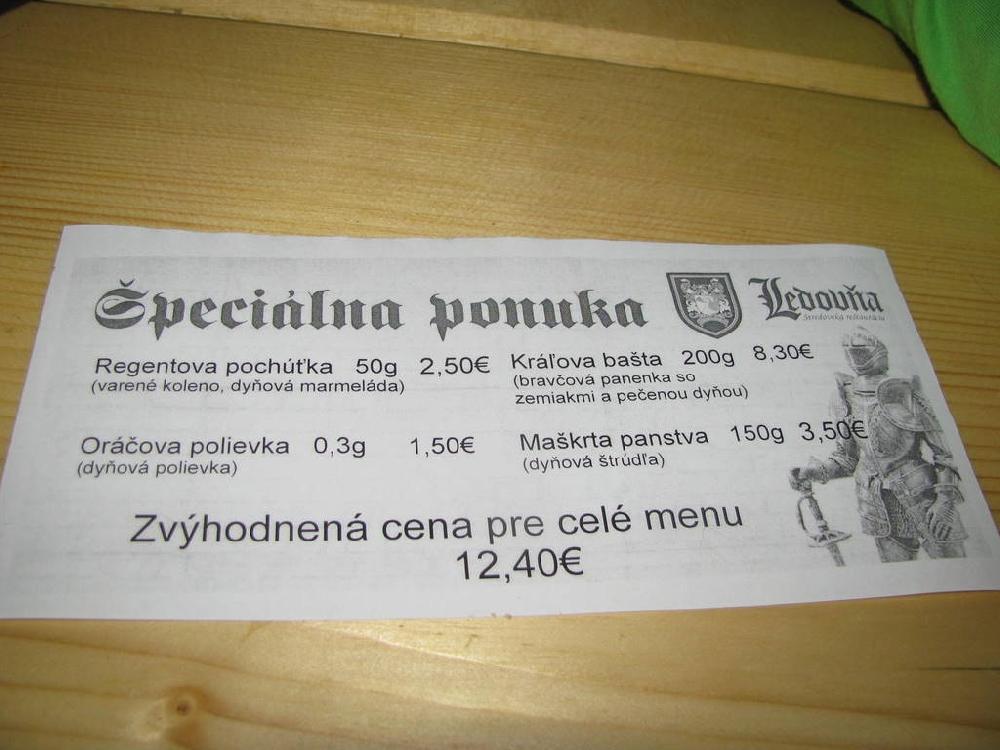 Špeciálna ponuka
Ledovňa
Stredoveká reštaurácia
Regentova pochúťka 50g 2,50€
(varené koleno, dyňová marmeláda)
Kráľova bašta 200g 8,30€
(bravčová panenka so
zemiakmi a pečenou dyňou)
Oráčova polievka 0,3g 1,50€
(dyňová polievka)
Maškrta panstva 150g 3,50€
(dyňová štrúdľa)
Zvýhodnená cena pre celé menu
12,40€